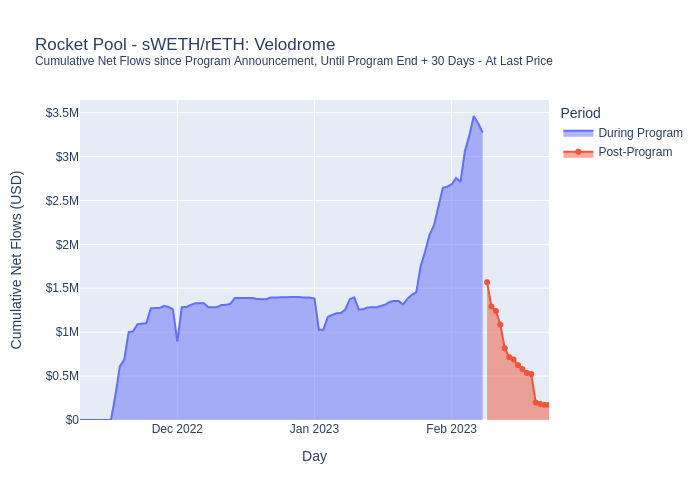 Rocket Pool - sWETH/rETH: Velodrome
Cumulative Net Flows since Program Announcement, Until Program End + 30 Days - At Last Price
Period
During Program
Post-Program
Cumulative Net Flows (USD)
$3.5M
$3M
$2.5M
$2M
$1.5M
$1M
$0.5M
$0
Dec 2022
Jan 2023
Feb 2023
Day